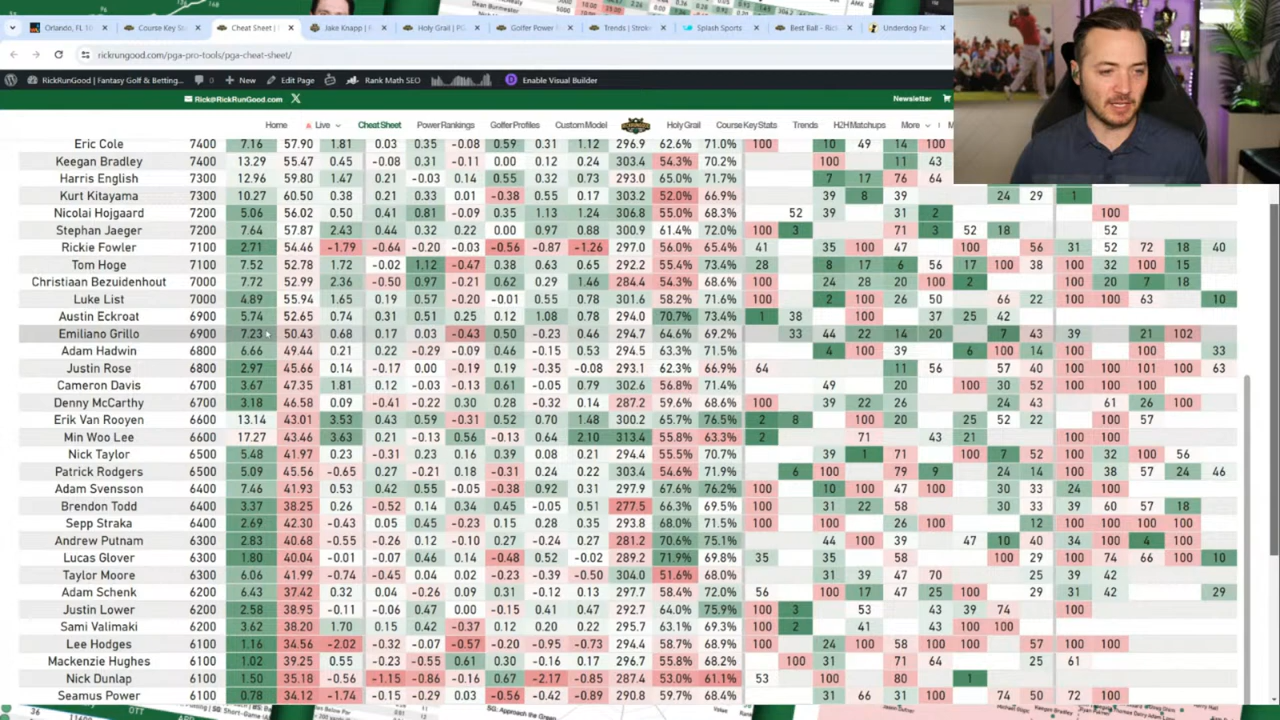 Orlando, 10
Course Key St
Cheat Sheet |
Jake Knapp |
Holy Grail | PG
Golfer Power F
Trends | Stroke
Splash Sports
Best Ball - Ric
Underdog Fan
rickrungood.com/pga-pro-tools/pga-cheat-sheet/
RickRunGood | Fantasy Golf & Betting... New Edit Page Rank Math SEO Enable Visual Builder
Rick@RickRunGood.com Newsletter
Home Live Cheat Sheet Power Rankings Golfer Profiles Custom Model Holy Grail Course Key Stats Trends H2H Matchups More
Eric Cole 7400 7.16 57.90 1.81 0.03 0.35 -0.08 0.59 0.31 1.12 296.9 62.6% 71.0% 100 10 49 14 100
Keegan Bradley 7400 13.29 55.47 0.45 -0.08 0.31 -0.11 0.00 0.12 0.24 303.4 54.3% 70.2% 100 11 43
Harris English 7300 12.96 59.80 1.47 0.21 -0.03 0.14 0.55 0.32 0.73 293.0 65.0% 71.7% 7 17 76 64
Kurt Kitayama 7300 10.27 60.50 0.38 0.21 0.33 0.01 -0.38 0.55 0.17 303.2 52.0% 66.9% 39 8 39 24 29 1
Nicolai Hojgaard 7200 5.06 56.02 0.50 0.41 0.81 -0.09 0.35 1.13 1.24 306.8 55.0% 68.3% 52 39 31 2 100
Stephan Jaeger 7200 7.64 57.87 2.43 0.44 0.32 0.22 0.00 0.97 0.88 300.9 61.4% 72.0% 100 3 71 3 52 18 52
Rickie Fowler 7100 2.71 54.46 -1.79 -0.64 -0.20 -0.03 -0.56 -0.87 -1.26 297.0 56.0% 65.4% 41 35 100 47 100 56 31 52 72 18 40
Tom Hoge 7100 7.52 52.78 1.72 -0.02 1.12 -0.47 0.38 0.63 0.65 292.2 55.4% 73.4% 28 8 17 6 56 17 100 38 100 32 100 15
Christiaan Bezuidenhout 7000 7.72 52.99 2.36 -0.50 0.97 -0.21 0.62 0.29 1.46 284.4 54.3% 68.6% 24 28 20 100 2 100 20 7 18
Luke List 7000 4.89 55.94 1.65 0.19 0.57 -0.20 -0.01 0.55 0.78 301.6 58.2% 71.6% 2 100 26 50 66 22 100 100 63 10
Austin Eckroat 6900 5.74 52.65 0.74 0.31 0.51 0.25 0.12 1.08 0.78 294.0 70.7% 73.4% 1 38 100 37 25 42
Emiliano Grillo 6900 7.23 50.43 0.68 0.17 0.03 -0.43 0.50 -0.23 0.46 294.7 64.6% 69.2% 33 44 22 14 20 7 43 39 21 102
Adam Hadwin 6800 6.66 49.44 0.21 0.22 -0.29 -0.09 0.46 -0.15 0.53 294.5 63.3% 71.5% 4 100 39 6 100 14 100 100 100 33
Justin Rose 6800 2.97 45.66 0.14 -0.17 0.00 -0.19 0.19 -0.35 -0.08 293.1 62.3% 66.9% 64 11 56 57 40 100 100 101 100 63
Cameron Davis 6700 3.67 47.35 1.81 0.12 -0.03 -0.13 0.61 -0.05 0.79 302.6 56.8% 71.4% 49 20 100 30 52 100 100 100
Denny McCarthy 6700 3.18 46.58 0.09 -0.41 -0.22 0.30 0.28 -0.32 0.14 287.2 59.6% 68.6% 100 39 22 26 24 43 61 26 100
Erik Van Rooyen 6600 13.14 43.01 3.53 0.43 0.59 -0.31 0.52 0.70 1.48 300.2 65.7% 76.5% 2 8 100 20 25 52 22 100 57
Min Woo Lee 6600 17.27 43.46 3.63 0.21 -0.13 0.56 -0.13 0.64 2.10 313.4 55.8% 63.3% 2 71 43 21 100 100
Nick Taylor 6500 5.48 41.97 0.23 -0.31 0.23 0.16 0.39 0.08 0.21 294.4 55.5% 70.7% 39 1 71 100 7 52 100 32 100 56
Patrick Rodgers 6500 5.09 45.56 -0.65 0.27 -0.21 0.18 -0.31 0.24 0.22 303.4 54.6% 71.9% 6 100 79 9 24 14 100 38 57 24 46
Adam Svensson 6400 7.46 41.93 0.53 0.42 0.55 -0.05 -0.38 0.92 0.31 297.9 67.6% 76.2% 100 10 100 47 100 30 33 24 100
Brendon Todd 6400 3.37 38.25 0.26 -0.52 0.14 0.34 0.45 -0.05 0.51 277.5 66.3% 69.5% 100 31 22 58 30 33 100 39 60 57 18
Sepp Straka 6400 2.69 42.30 -0.43 0.05 0.45 -0.23 0.15 0.28 0.35 293.8 68.0% 71.5% 100 100 26 100 12 100 100 100 100
Andrew Putnam 6300 2.83 40.68 -0.55 -0.26 0.12 -0.10 0.27 -0.24 0.27 281.2 70.6% 75.1% 44 100 39 47 10 40 34 100 4 100
Lucas Glover 6300 1.80 40.04 -0.01 -0.07 0.46 0.14 -0.48 0.52 -0.02 289.2 71.9% 69.8% 35 35 58 100 29 100 74 66 100 10
Taylor Moore 6300 6.06 41.99 -0.74 -0.45 0.04 0.02 -0.23 -0.39 -0.50 304.0 51.6% 68.0% 31 39 47 70 25 39 42
Adam Schenk 6200 6.43 37.42 0.32 0.04 -0.26 0.09 0.31 -0.12 0.13 297.7 58.4% 72.0% 56 100 17 47 25 100 29 31 42 29
Justin Lower 6200 2.58 38.95 -0.11 -0.06 0.47 0.00 -0.15 0.41 0.47 292.7 64.0% 75.9% 100 3 53 43 39 74 100
Sami Valimaki 6200 3.62 38.20 1.70 0.15 0.42 -0.37 0.12 0.20 0.22 295.7 63.1% 69.3% 100 2 41 43 100 100
Lee Hodges 6100 1.16 34.56 -2.02 -0.32 -0.07 -0.57 -0.20 -0.95 -0.73 294.4 58.7% 68.2% 100 24 100 58 100 100 57 100 100
Mackenzie Hughes 6100 1.02 39.25 0.55 -0.23 -0.55 0.61 0.30 -0.16 0.17 296.7 55.8% 68.2% 100 31 71 64 25 61
Nick Dunlap 6100 1.50 35.18 -0.56 -1.15 -0.86 -0.16 0.67 -2.17 -0.85 287.4 53.0% 61.1% 53 100 80 1
Seamus Power 6100 0.78 34.12 -1.74 -0.15 -0.29 0.03 -0.56 -0.42 -0.89 290.8 59.7% 68.4% 31 66 31 100 74 50 72 100